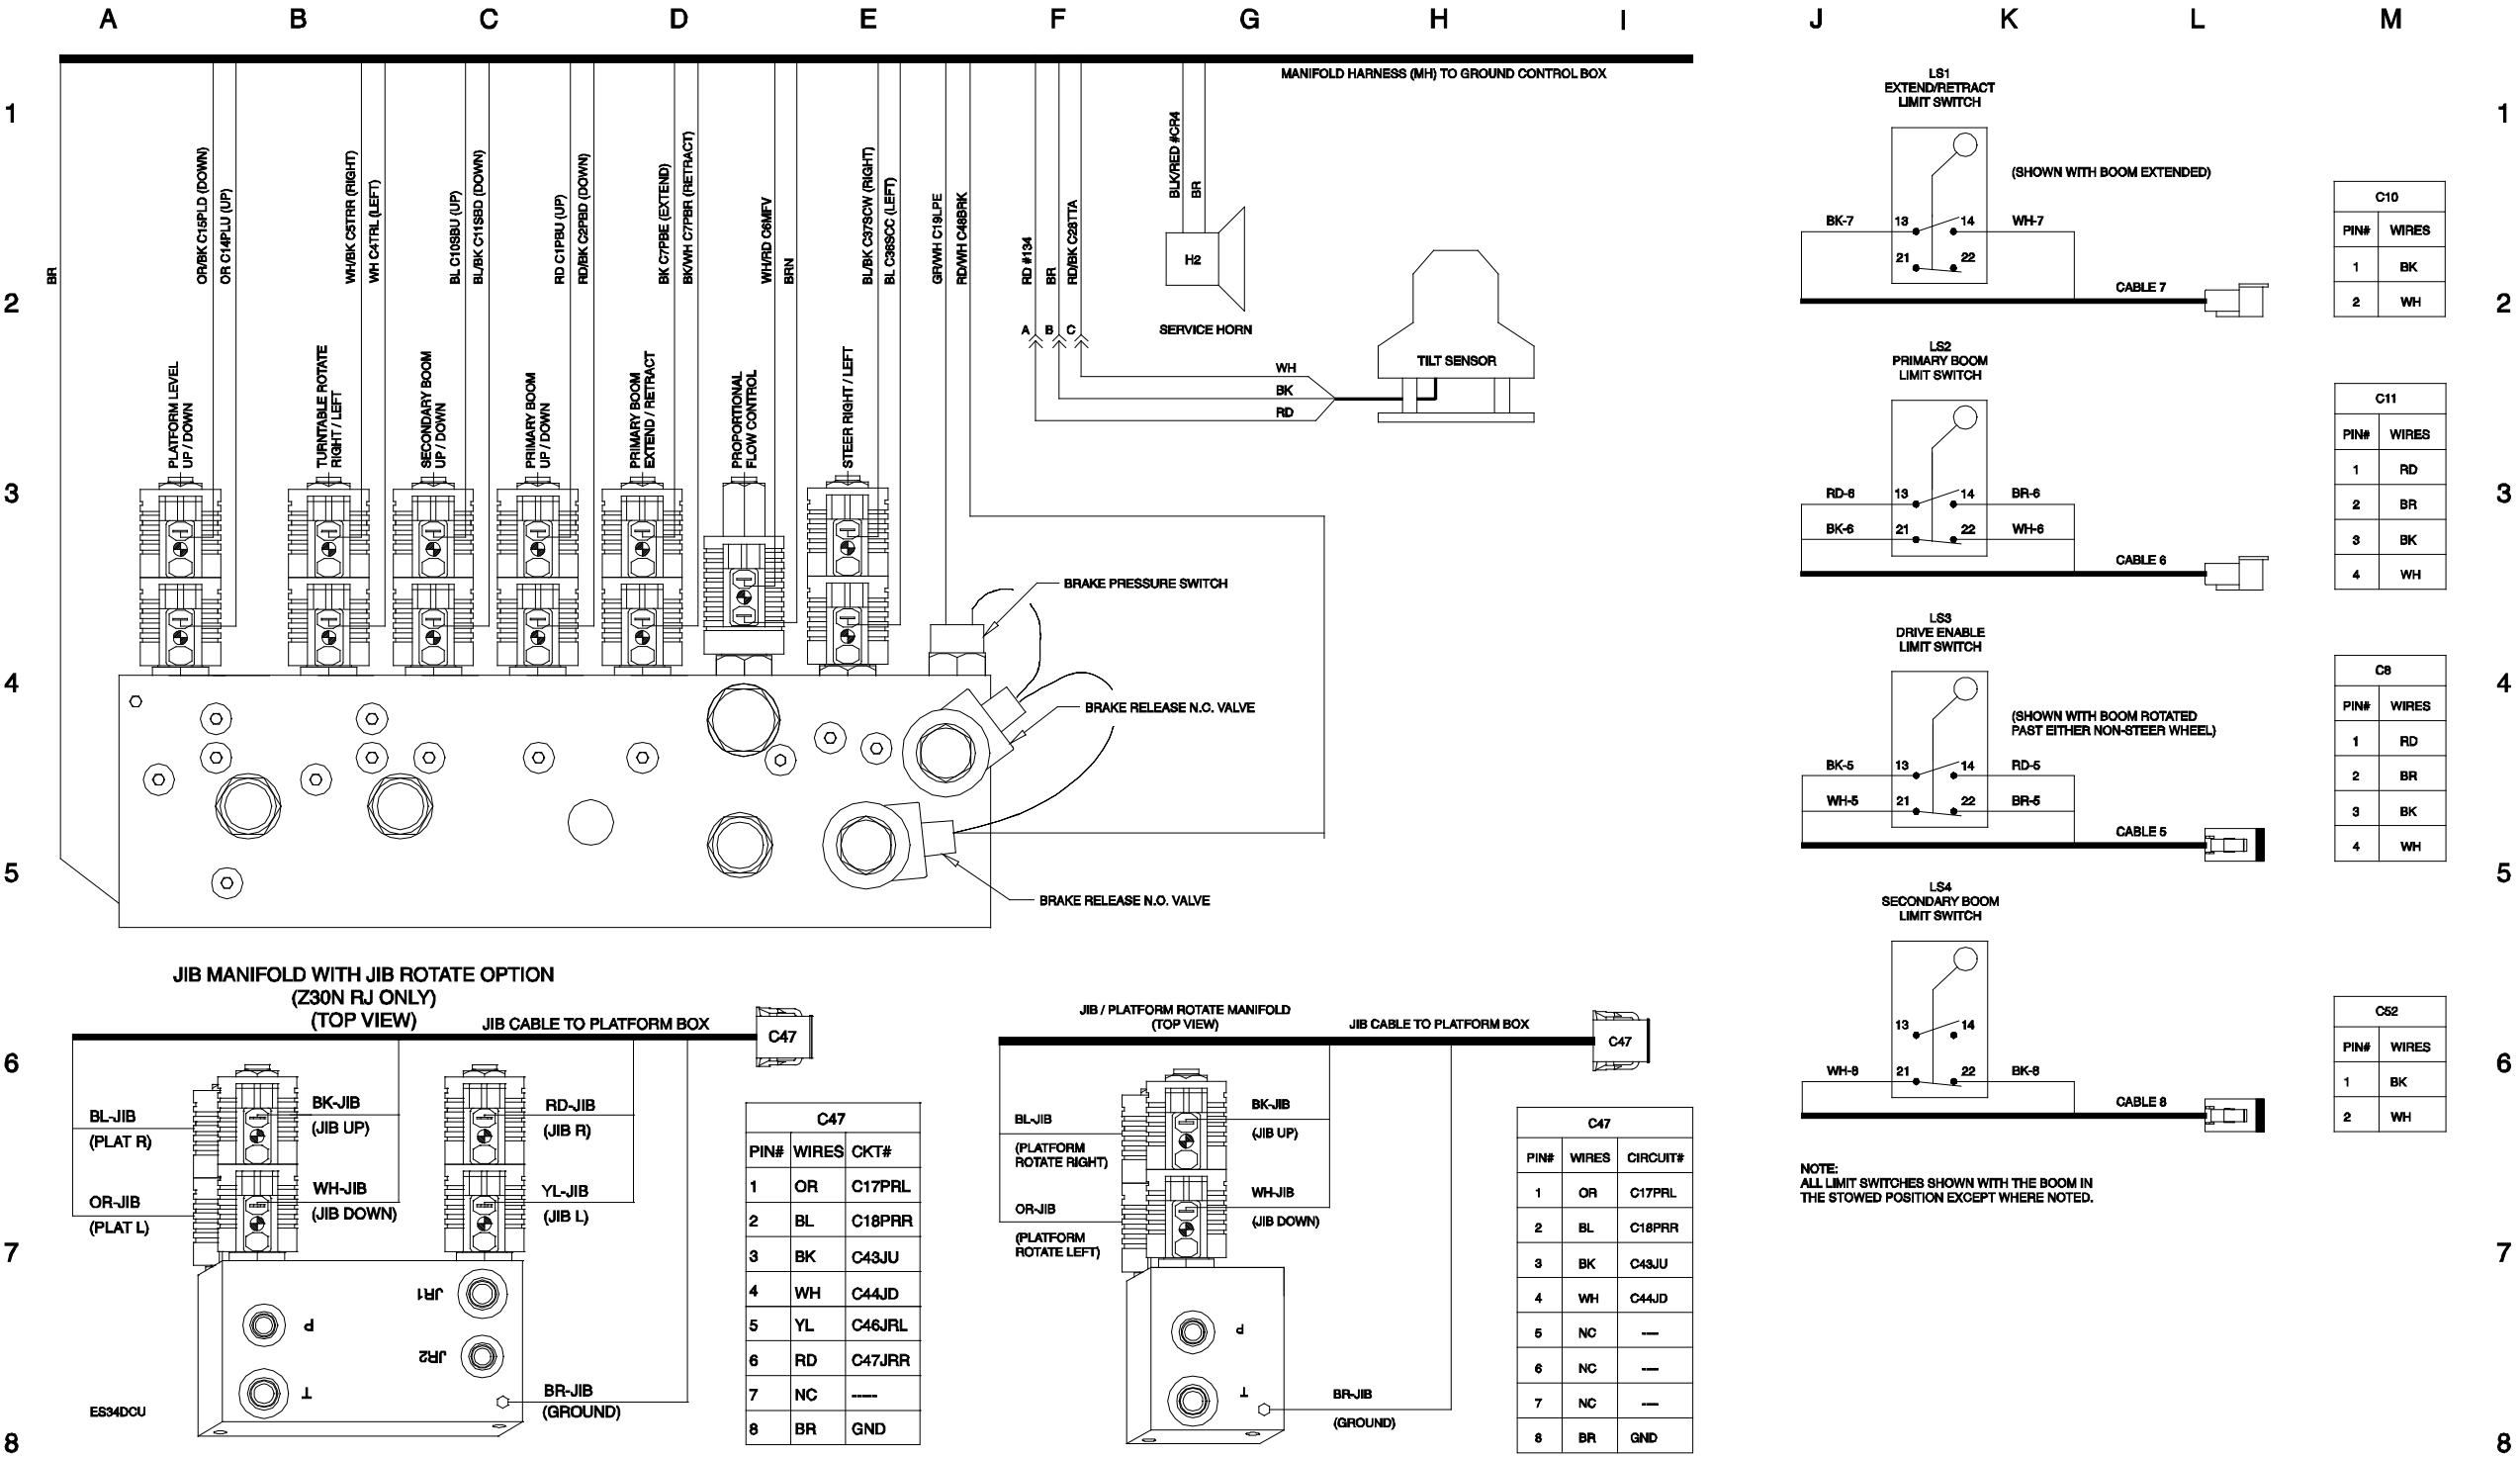 A B C D E F G H I J K L M
1
2
3
4
5
6
7
8
1
2
3
4
5
6
7
8
MANIFOLD HARNESS (MH) TO GROUND CONTROL BOX
BR
OR/BK C15PLD (DOWN)
OR C14PLU (UP)
WH/BK C5TRR (RIGHT)
WH C4TRL (LEFT)
BL C10SBU (UP)
BL/BK C11SBD (DOWN)
RD C1PBU (UP)
RD/BK C2PBD (DOWN)
BK C7PBE (EXTEND)
BK/WH C7PBR (RETRACT)
WH/RD C6MFV
BRN
BL/BK C37SCW (RIGHT)
BL C36SCC (LEFT)
GR/WH C19LPE
RD/WH C48BRK
RD #134
BR
RD/BK C28TTA
BLK/RED #CR4
BR
A B C
H2
SERVICE HORN
TILT SENSOR
WH
BK
RD
PLATFORM LEVEL
UP / DOWN
TURNTABLE ROTATE
RIGHT / LEFT
SECONDARY BOOM
UP / DOWN
PRIMARY BOOM
UP / DOWN
PRIMARY BOOM
EXTEND / RETRACT
PROPORTIONAL
FLOW CONTROL
STEER RIGHT / LEFT
BRAKE PRESSURE SWITCH
BRAKE RELEASE N.C. VALVE
BRAKE RELEASE N.O. VALVE
LS1
EXTEND/RETRACT
LIMIT SWITCH
(SHOWN WITH BOOM EXTENDED)
BK-7 13 14 WH-7
21 22
CABLE 7
LS2
PRIMARY BOOM
LIMIT SWITCH
RD-6 13 14 BR-6
BK-6 21 22 WH-6
CABLE 6
LS3
DRIVE ENABLE
LIMIT SWITCH
(SHOWN WITH BOOM ROTATED
PAST EITHER NON-STEER WHEEL)
BK-5 13 14 RD-5
WH-5 21 22 BR-5
CABLE 5
LS4
SECONDARY BOOM
LIMIT SWITCH
13 14
WH-8 21 22 BK-8
CABLE 8
NOTE:
ALL LIMIT SWITCHES SHOWN WITH THE BOOM IN
THE STOWED POSITION EXCEPT WHERE NOTED.
C10
PIN# WIRES
1 BK
2 WH
C11
PIN# WIRES
1 RD
2 BR
3 BK
4 WH
C8
PIN# WIRES
1 RD
2 BR
3 BK
4 WH
C52
PIN# WIRES
1 BK
2 WH
JIB MANIFOLD WITH JIB ROTATE OPTION
(Z30N RJ ONLY)
(TOP VIEW)
JIB CABLE TO PLATFORM BOX
C47
BL-JIB
(PLAT R)
OR-JIB
(PLAT L)
BK-JIB
(JIB UP)
WH-JIB
(JIB DOWN)
RD-JIB
(JIB R)
YL-JIB
(JIB L)
JR1
P
JR2
T
BR-JIB
(GROUND)
ES34DCU
C47
PIN# WIRES CKT#
1 OR C17PRL
2 BL C18PRR
3 BK C43JU
4 WH C44JD
5 YL C46JRL
6 RD C47JRR
7 NC -----
8 BR GND
JIB / PLATFORM ROTATE MANIFOLD
(TOP VIEW)
JIB CABLE TO PLATFORM BOX
C47
BL-JIB
(PLATFORM
ROTATE RIGHT)
OR-JIB
(PLATFORM
ROTATE LEFT)
BK-JIB
(JIB UP)
WH-JIB
(JIB DOWN)
P
T
BR-JIB
(GROUND)
C47
PIN# WIRES CIRCUIT#
1 OR C17PRL
2 BL C18PRR
3 BK C43JU
4 WH C44JD
5 NC ----
6 NC ----
7 NC ----
8 BR GND